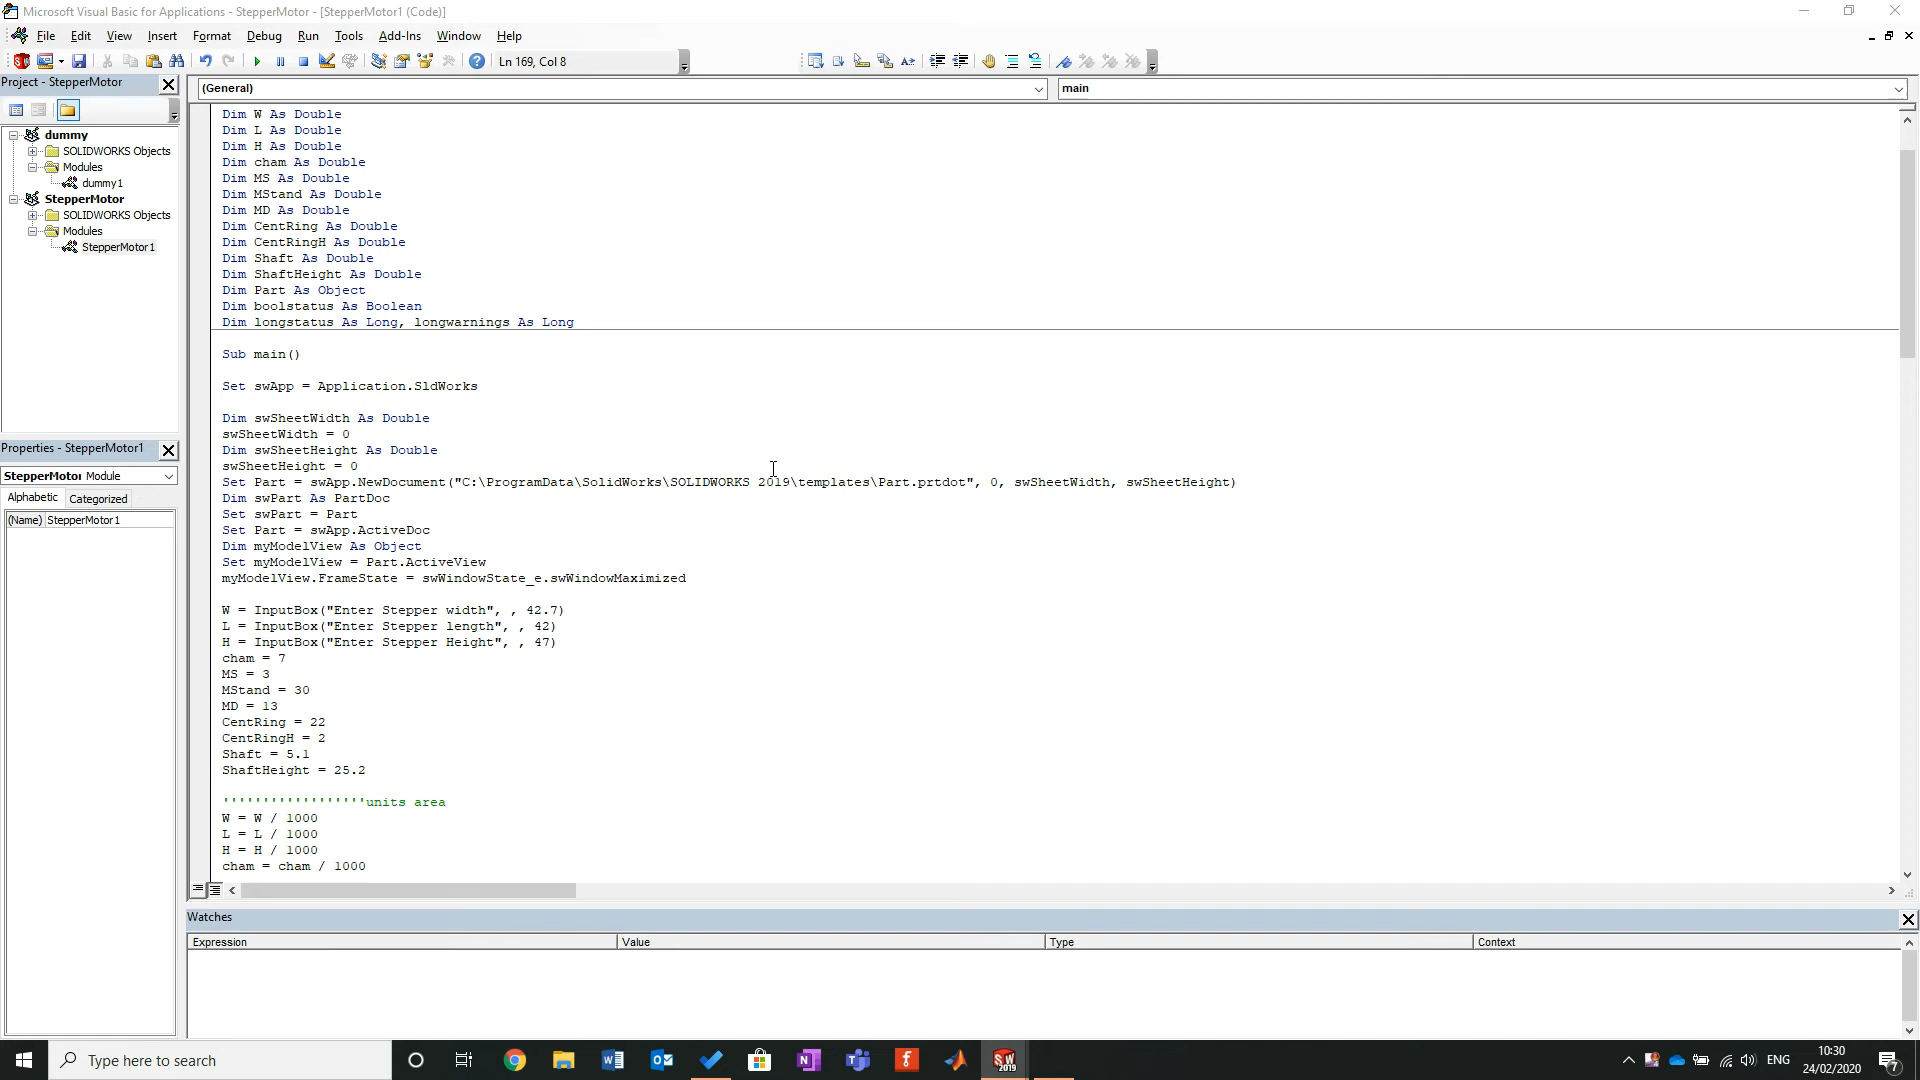 Microsoft Visual Basic for Applications - StepperMotor - [StepperMotor1 (Code)]
File Edit View Insert Format Debug Run Tools Add-Ins Window Help
Ln 169, Col 8
Project - StepperMotor
(General)
main
dummy
SOLIDWORKS Objects
Modules
dummy1
StepperMotor
SOLIDWORKS Objects
Modules
StepperMotor1
Properties - StepperMotor1
StepperMotor Module
Alphabetic Categorized
(Name) StepperMotor1
Dim W As Double
Dim L As Double
Dim H As Double
Dim cham As Double
Dim MS As Double
Dim MStand As Double
Dim MD As Double
Dim CentRing As Double
Dim CentRingH As Double
Dim Shaft As Double
Dim ShaftHeight As Double
Dim Part As Object
Dim boolstatus As Boolean
Dim longstatus As Long, longwarnings As Long
Sub main()
Set swApp = Application.SldWorks
Dim swSheetWidth As Double
swSheetWidth = 0
Dim swSheetHeight As Double
swSheetHeight = 0
Set Part = swApp.NewDocument("C:\ProgramData\SolidWorks\SOLIDWORKS 2019\templates\Part.prtdot", 0, swSheetWidth, swSheetHeight)
Dim swPart As PartDoc
Set swPart = Part
Set Part = swApp.ActiveDoc
Dim myModelView As Object
Set myModelView = Part.ActiveView
myModelView.FrameState = swWindowState_e.swWindowMaximized
W = InputBox("Enter Stepper width", , 42.7)
L = InputBox("Enter Stepper length", , 42)
H = InputBox("Enter Stepper Height", , 47)
cham = 7
MS = 3
MStand = 30
MD = 13
CentRing = 22
CentRingH = 2
Shaft = 5.1
ShaftHeight = 25.2
''''''''''''''''''units area
W = W / 1000
L = L / 1000
H = H / 1000
cham = cham / 1000
Watches
Expression Value Type Context
Type here to search
SW 2019
ENG
10:30
24/02/2020
7